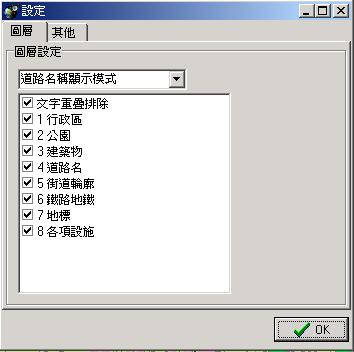 設定
圖層 其他
圖層設定
道路名稱顯示模式
文字重疊排除
1 行政區
2 公園
3 建築物
4 道路名
5 街道輪廓
6 鐵路地鐵
7 地標
8 各項設施
OK